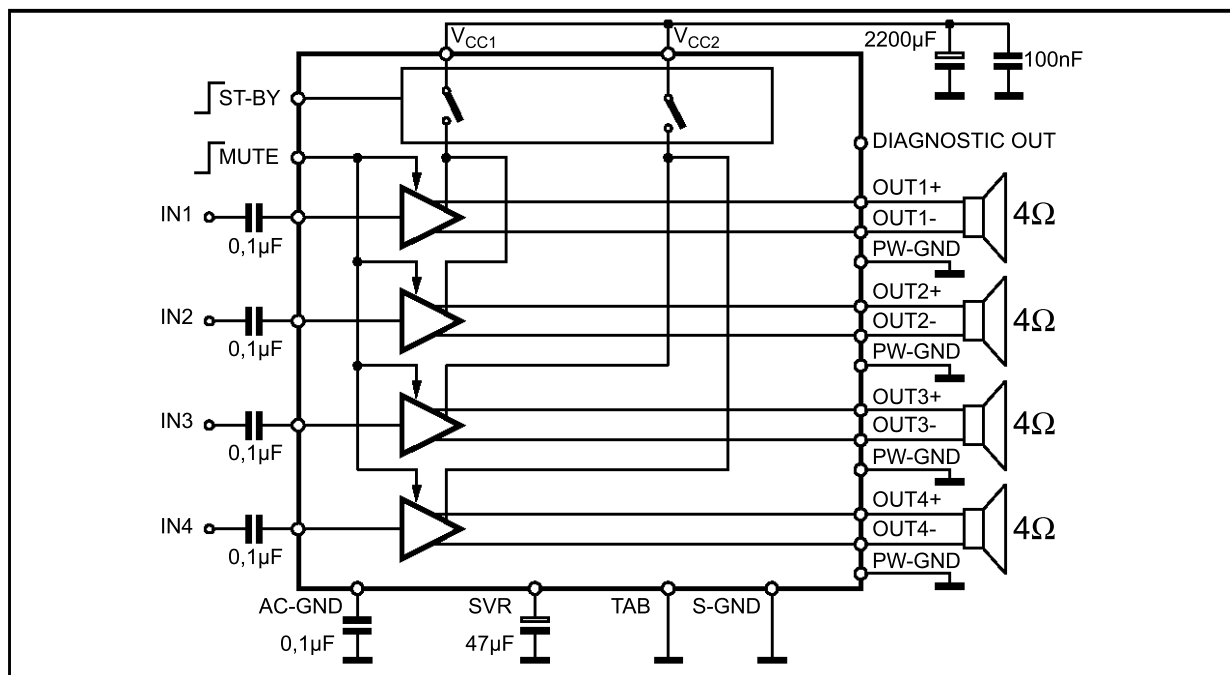 V_CC1
V_CC2
2200µF
100nF
ST-BY
DIAGNOSTIC OUT
MUTE
IN1
0,1µF
OUT1+
OUT1-
4Ω
PW-GND
IN2
0,1µF
OUT2+
OUT2-
4Ω
PW-GND
IN3
0,1µF
OUT3+
OUT3-
4Ω
PW-GND
IN4
0,1µF
OUT4+
OUT4-
4Ω
PW-GND
AC-GND
0,1µF
SVR
47µF
TAB
S-GND